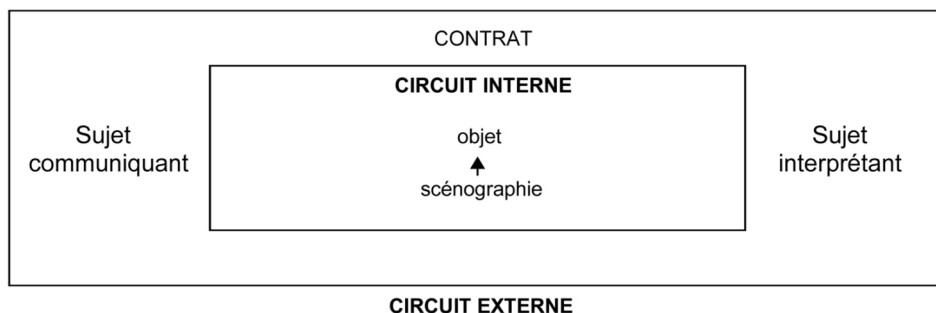 CONTRAT
CIRCUIT INTERNE
Sujet
communiquant
objet
scénographie
Sujet
interprétant
CIRCUIT EXTERNE